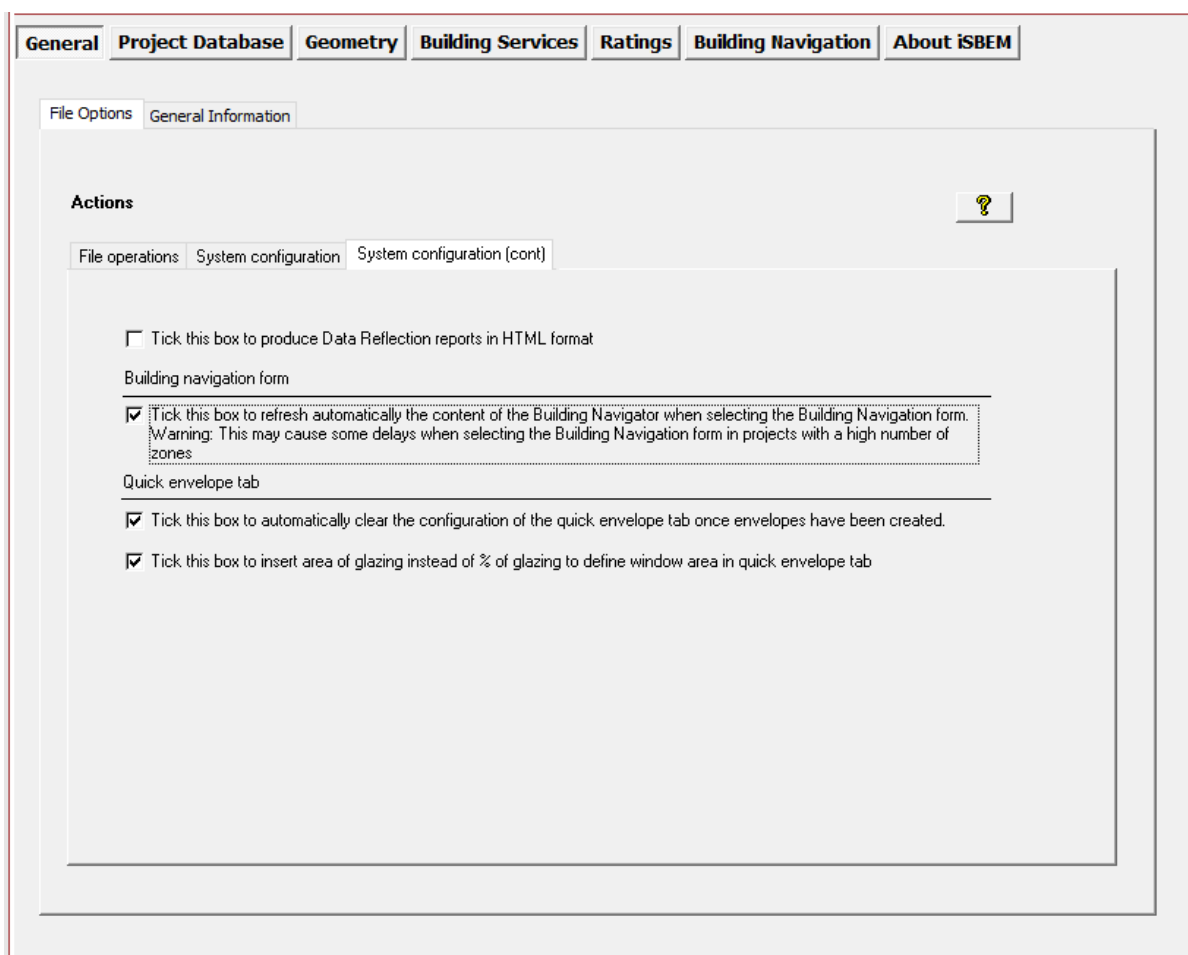 General Project Database Geometry Building Services Ratings Building Navigation About iSBEM
File Options General Information
Actions
?
File operations System configuration System configuration (cont)
Tick this box to produce Data Reflection reports in HTML format
Building navigation form
Tick this box to refresh automatically the content of the Building Navigator when selecting the Building Navigation form.
Warning: This may cause some delays when selecting the Building Navigation form in projects with a high number of
zones
Quick envelope tab
Tick this box to automatically clear the configuration of the quick envelope tab once envelopes have been created.
Tick this box to insert area of glazing instead of % of glazing to define window area in quick envelope tab